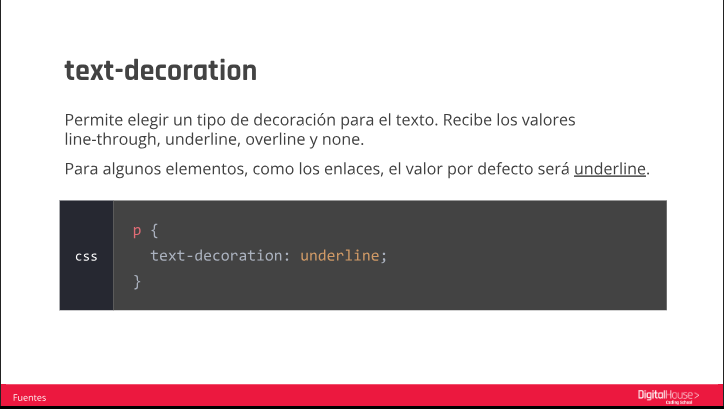 text-decoration
Permite elegir un tipo de decoración para el texto. Recibe los valores
line-through, underline, overline y none.
Para algunos elementos, como los enlaces, el valor por defecto será underline.
css
p {
text-decoration: underline;
}
Fuentes
DigitalHouse>
Coding School